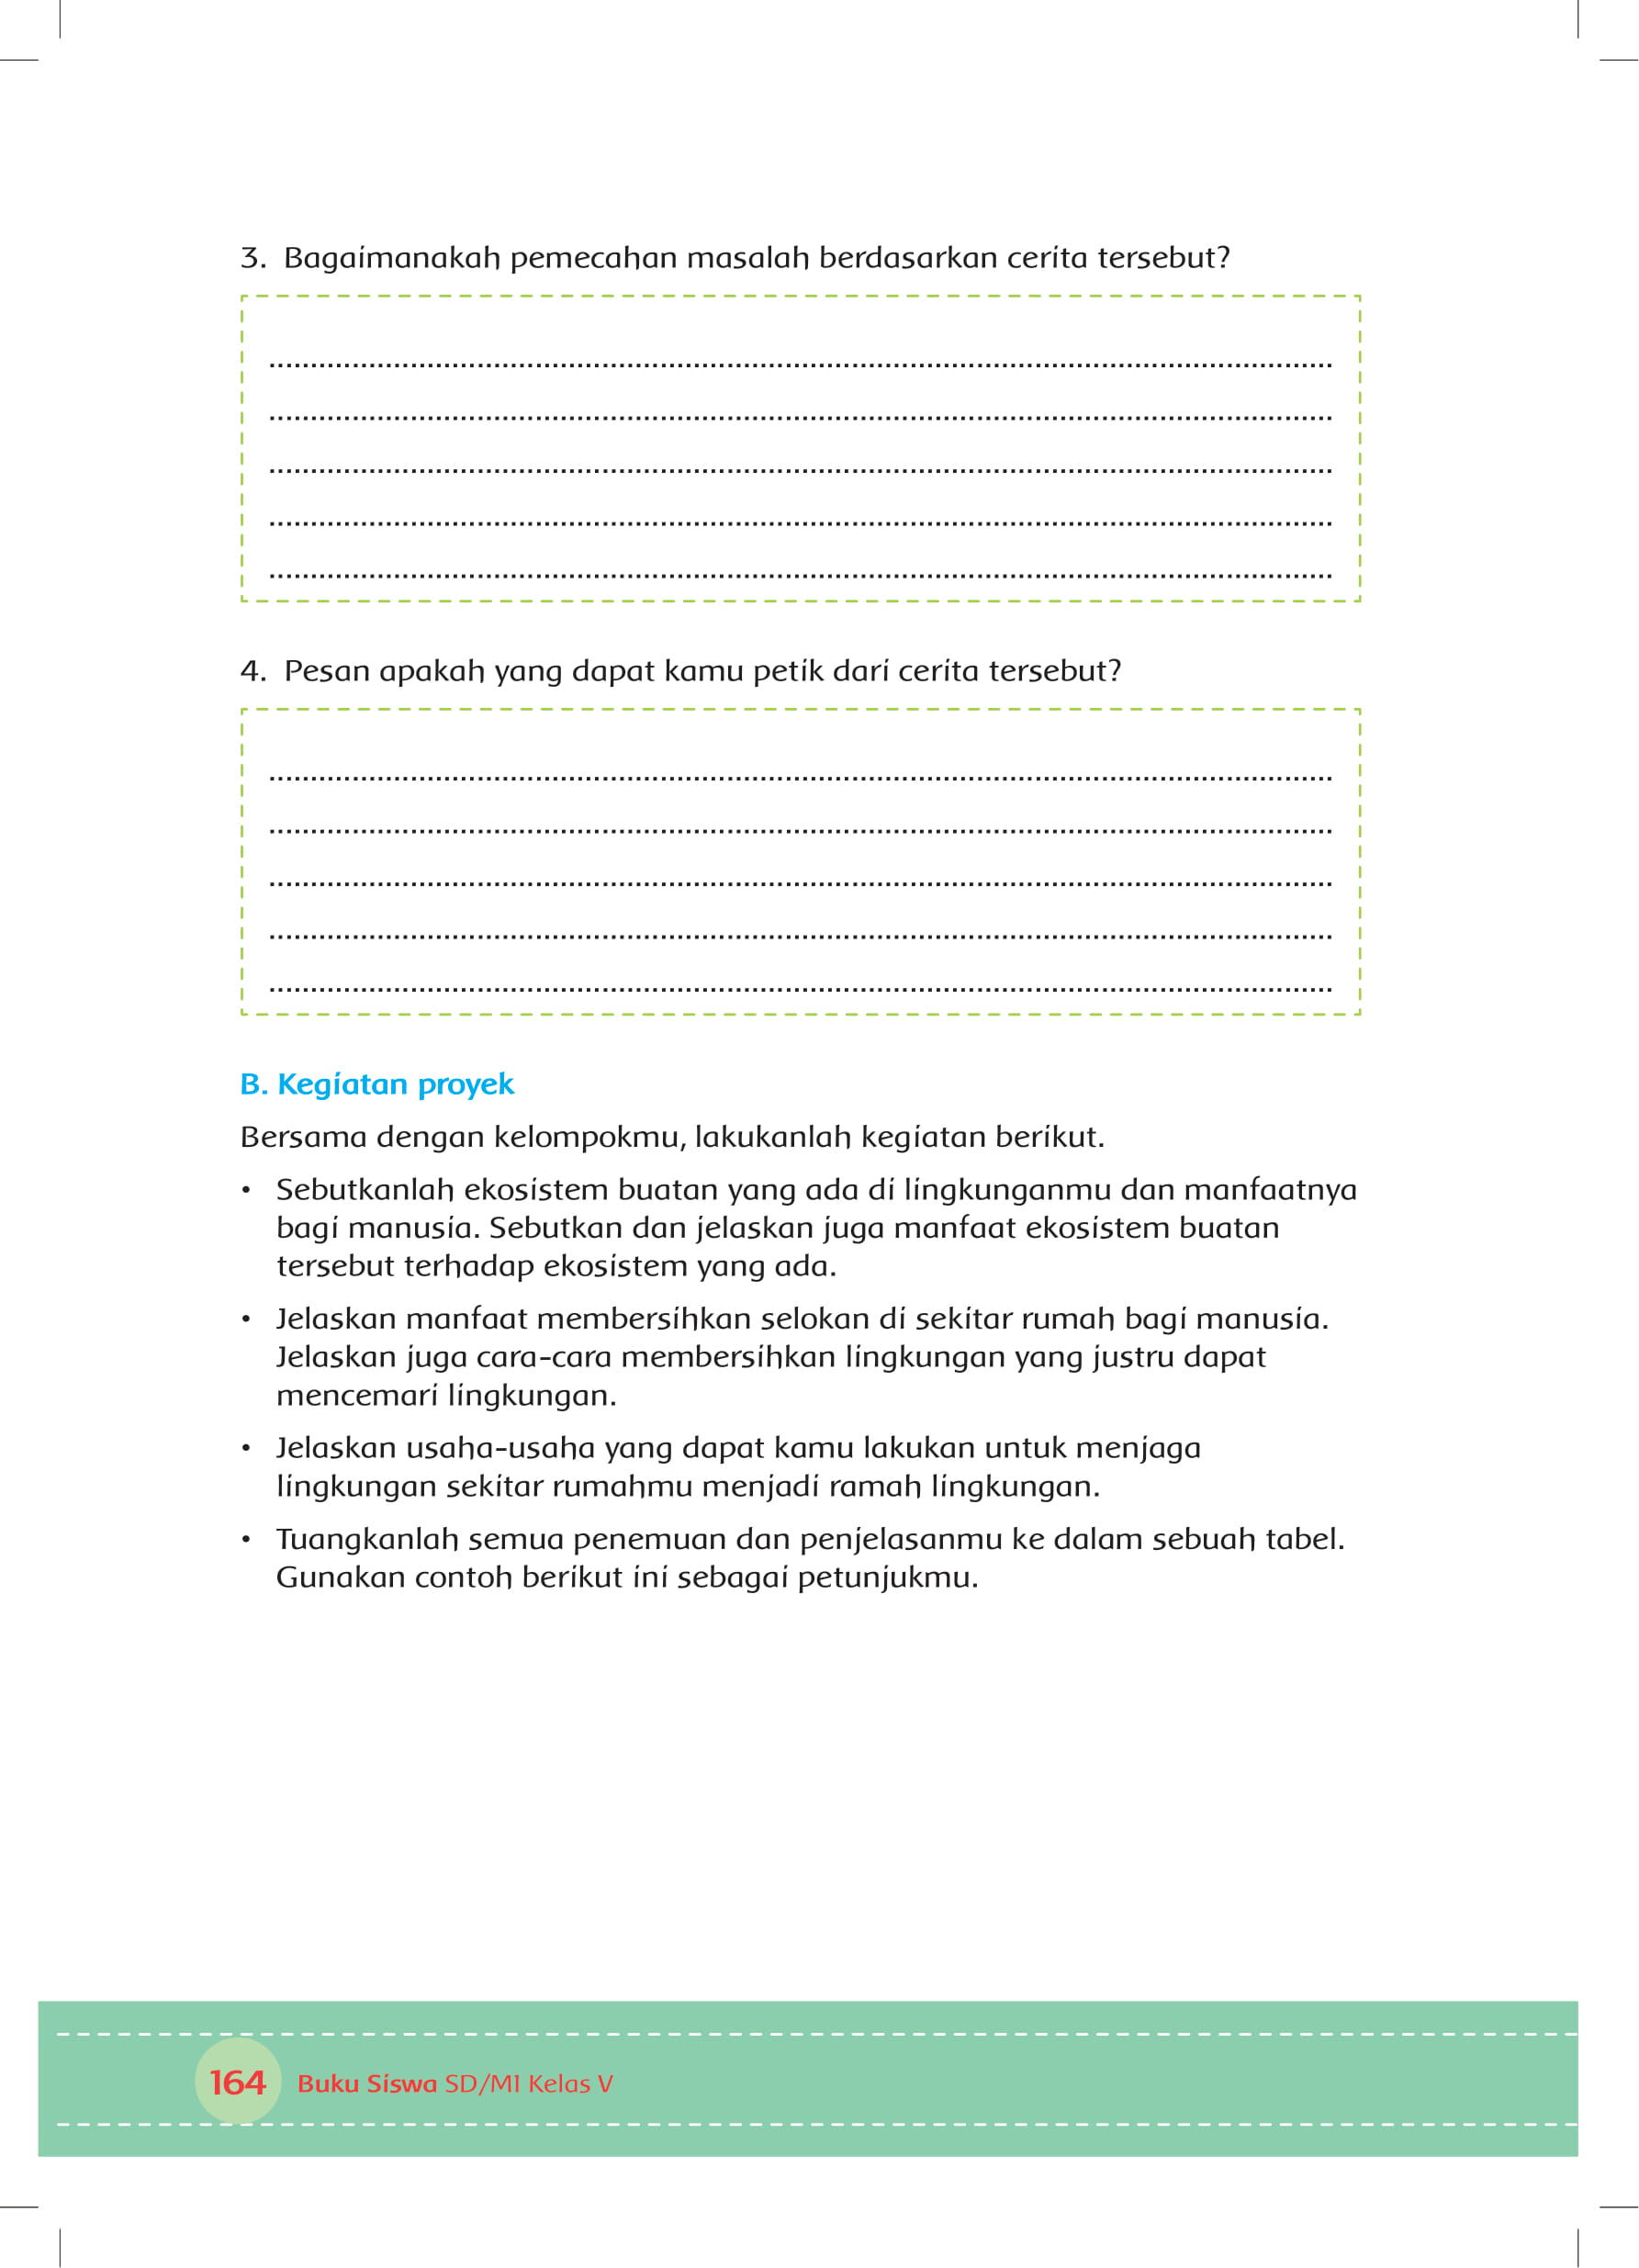 3. Bagaimanakah pemecahan masalah berdasarkan cerita tersebut?
4. Pesan apakah yang dapat kamu petik dari cerita tersebut?
B. Kegiatan proyek
Bersama dengan kelompokmu, lakukanlah kegiatan berikut.
• Sebutkanlah ekosistem buatan yang ada di lingkunganmu dan manfaatnya
bagi manusia. Sebutkan dan jelaskan juga manfaat ekosistem buatan
tersebut terhadap ekosistem yang ada.
• Jelaskan manfaat membersihkan selokan di sekitar rumah bagi manusia.
Jelaskan juga cara-cara membersihkan lingkungan yang justru dapat
mencemari lingkungan.
• Jelaskan usaha-usaha yang dapat kamu lakukan untuk menjaga
lingkungan sekitar rumahmu menjadi ramah lingkungan.
• Tuangkanlah semua penemuan dan penjelasanmu ke dalam sebuah tabel.
Gunakan contoh berikut ini sebagai petunjukmu.
164 Buku Siswa SD/MI Kelas V